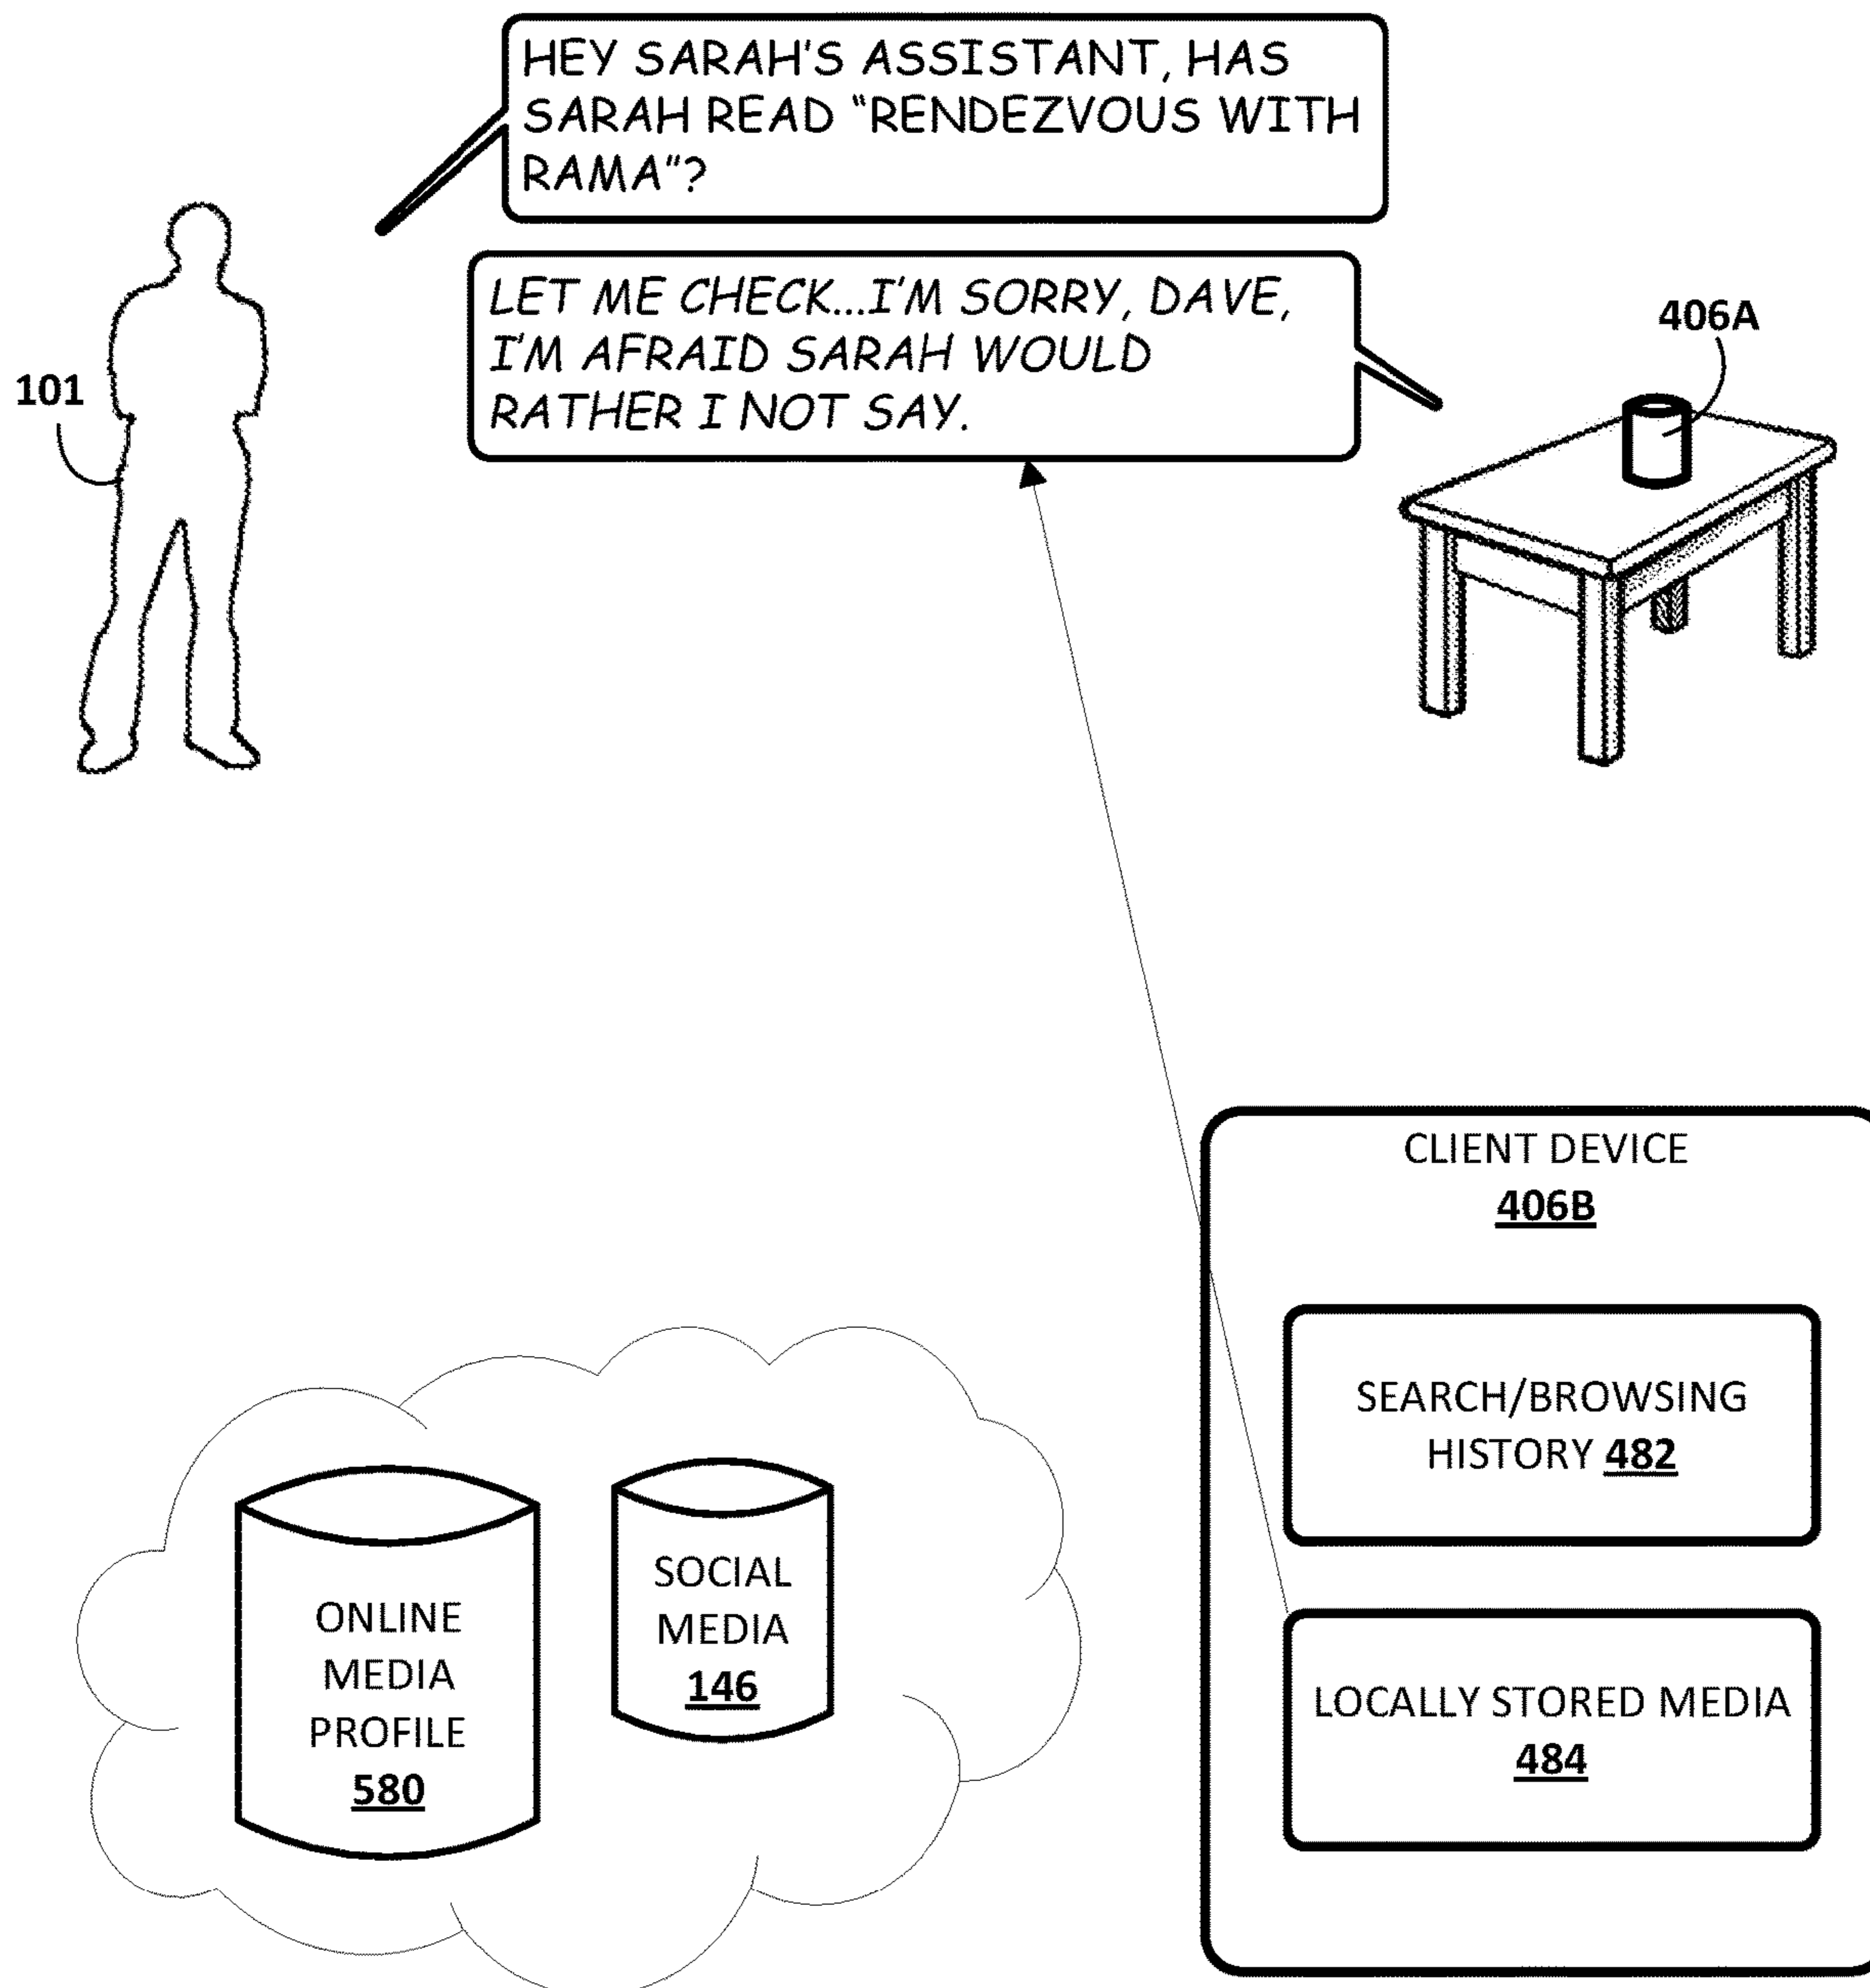 HEY SARAH'S ASSISTANT, HAS
SARAH READ “RENDEZVOUS WITH
RAMA”?
LET ME CHECK...I'M SORRY, DAVE,
I'M AFRAID SARAH WOULD
RATHER I NOT SAY.
406A
101
CLIENT DEVICE
406B
SEARCH/BROWSING
HISTORY 482
LOCALLY STORED MEDIA
484
ONLINE
MEDIA
PROFILE
580
SOCIAL
MEDIA
146